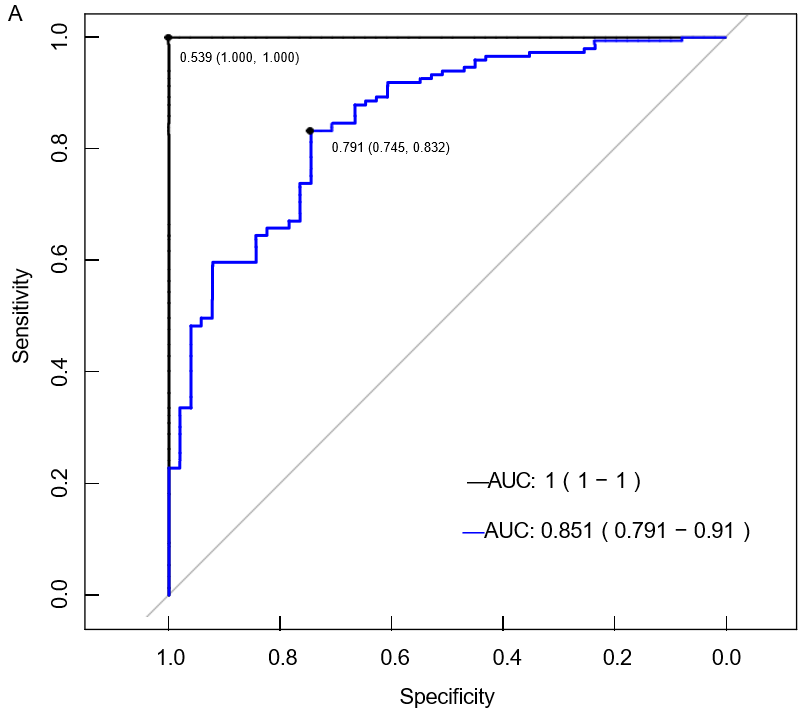 A
1.0
0.539 (1.000, 1.000)
0.8
0.791 (0.745, 0.832)
0.6
Sensitivity
0.4
AUC: 1 ( 1 − 1 )
0.2
AUC: 0.851 ( 0.791 − 0.91 )
0.0
1.0 0.8 0.6 0.4 0.2 0.0
Specificity